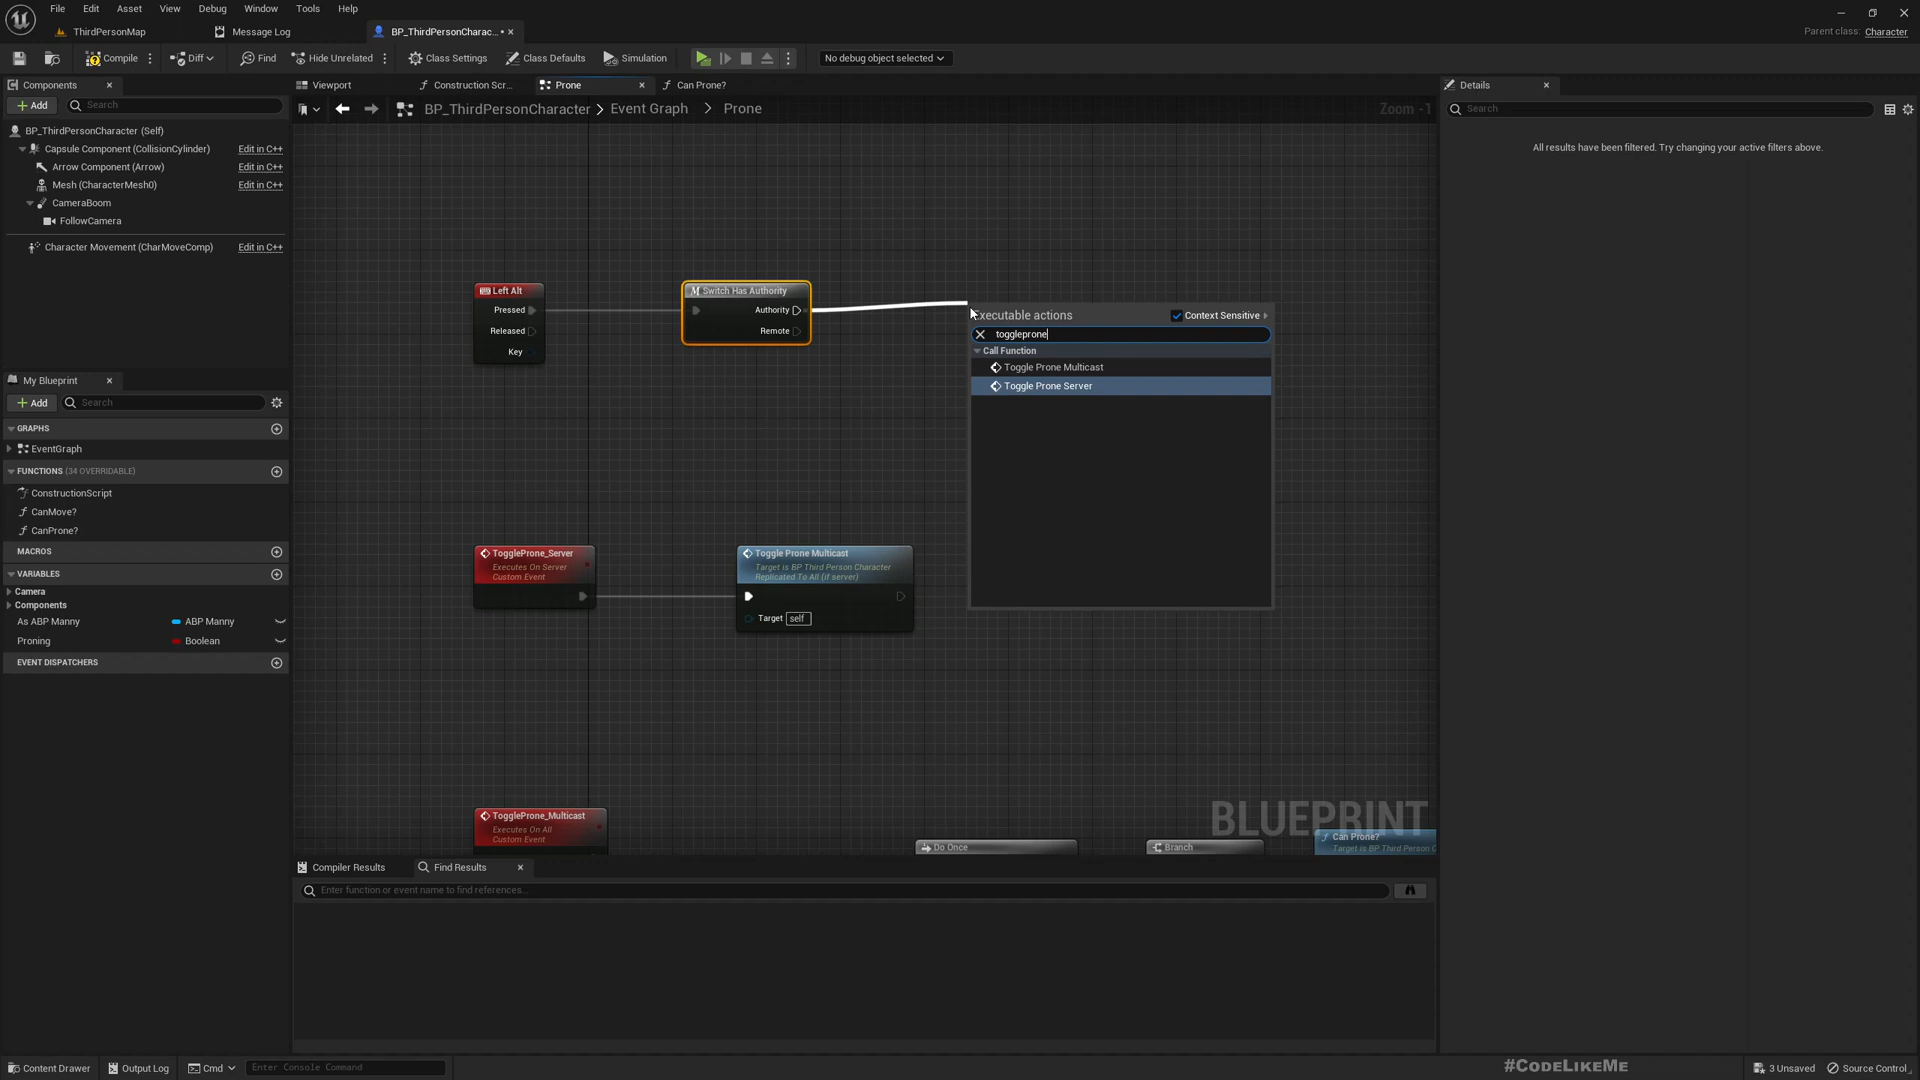 File Edit Asset View Debug Window Tools Help
ThirdPersonMap Message Log BP_ThirdPersonCharac... •
Parent class: Character
Compile Diff Find Hide Unrelated Class Settings Class Defaults Simulation No debug object selected
Components
Add Search
BP_ThirdPersonCharacter (Self)
Capsule Component (CollisionCylinder) Edit in C++
Arrow Component (Arrow) Edit in C++
Mesh (CharacterMesh0) Edit in C++
CameraBoom
FollowCamera
Character Movement (CharMoveComp) Edit in C++
My Blueprint
Add Search
GRAPHS
EventGraph
FUNCTIONS (34 OVERRIDABLE)
ConstructionScript
CanMove?
CanProne?
MACROS
VARIABLES
Camera
Components
As ABP Manny ABP Manny
Proning Boolean
EVENT DISPATCHERS
Viewport Construction Scr... Prone Can Prone?
BP_ThirdPersonCharacter > Event Graph > Prone Zoom -1
Left Alt
Pressed
Released
Key
Switch Has Authority
Authority
Remote
Executable actions Context Sensitive
toggleprone
Call Function
Toggle Prone Multicast
Toggle Prone Server
ToggleProne_Server
Executes On Server
Custom Event
Toggle Prone Multicast
Target is BP Third Person Character
Replicated To All (if server)
Target self
ToggleProne_Multicast
Executes On All
Custom Event
Do Once
Branch
Can Prone?
Target is BP Third Person C
BLUEPRINT
Compiler Results Find Results
Enter function or event name to find references...
Details
Search
All results have been filtered. Try changing your active filters above.
Content Drawer Output Log Cmd Enter Console Command
#CODELIKEME
3 Unsaved Source Control